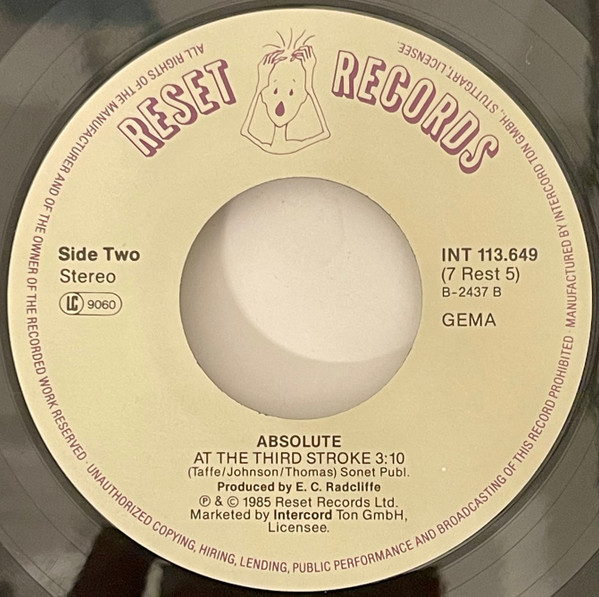 RESET RECORDS
Side Two
Stereo
LC 9060
INT 113.649
(7 Rest 5)
B-2437 B
GEMA
ABSOLUTE
AT THE THIRD STROKE 3:10
(Taffe/Johnson/Thomas) Sonet Publ.
Produced by E. C. Radcliffe
℗ & © 1985 Reset Records Ltd.
Marketed by Intercord Ton GmbH,
Licensee.
ALL RIGHTS OF THE MANUFACTURER AND OF THE OWNER OF THE RECORDED WORK RESERVED · UNAUTHORIZED COPYING, HIRING, LENDING, PUBLIC PERFORMANCE AND BROADCASTING OF THIS RECORD PROHIBITED · MANUFACTURED BY INTERCORD TON GMBH, STUTTGART, LICENSEE.